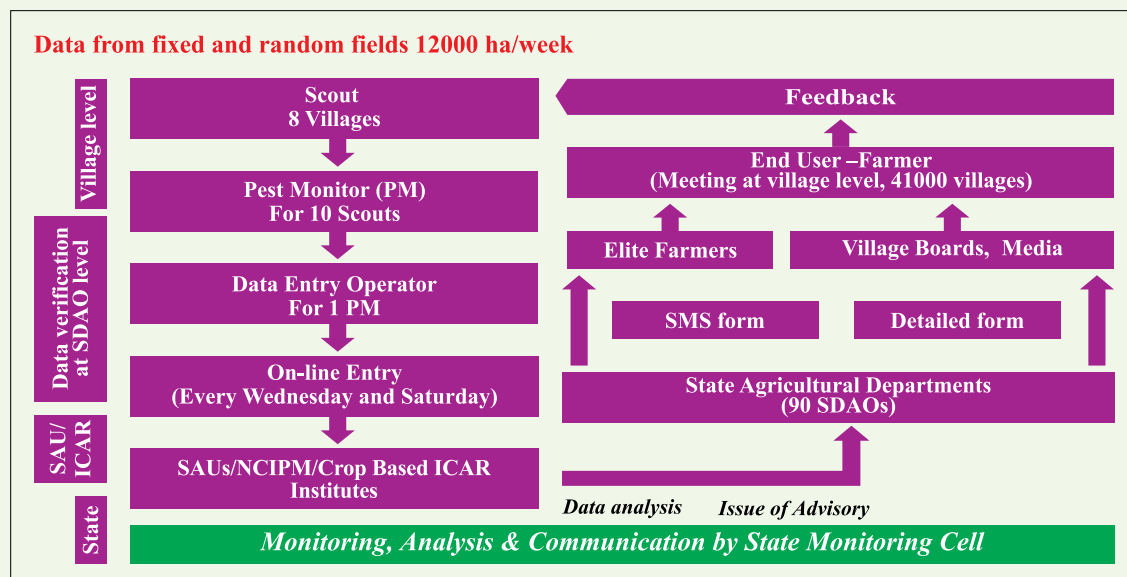 Data from fixed and random fields 12000 ha/week
Village level
Scout
8 Villages
Pest Monitor (PM)
For 10 Scouts
Data verification
at SDAO level
Data Entry Operator
For 1 PM
On-line Entry
(Every Wednesday and Saturday)
SAU/
ICAR
SAUs/NCIPM/Crop Based ICAR
Institutes
Feedback
End User –Farmer
(Meeting at village level, 41000 villages)
Elite Farmers
Village Boards, Media
SMS form
Detailed form
State Agricultural Departments
(90 SDAOs)
Data analysis
Issue of Advisory
State
Monitoring, Analysis & Communication by State Monitoring Cell